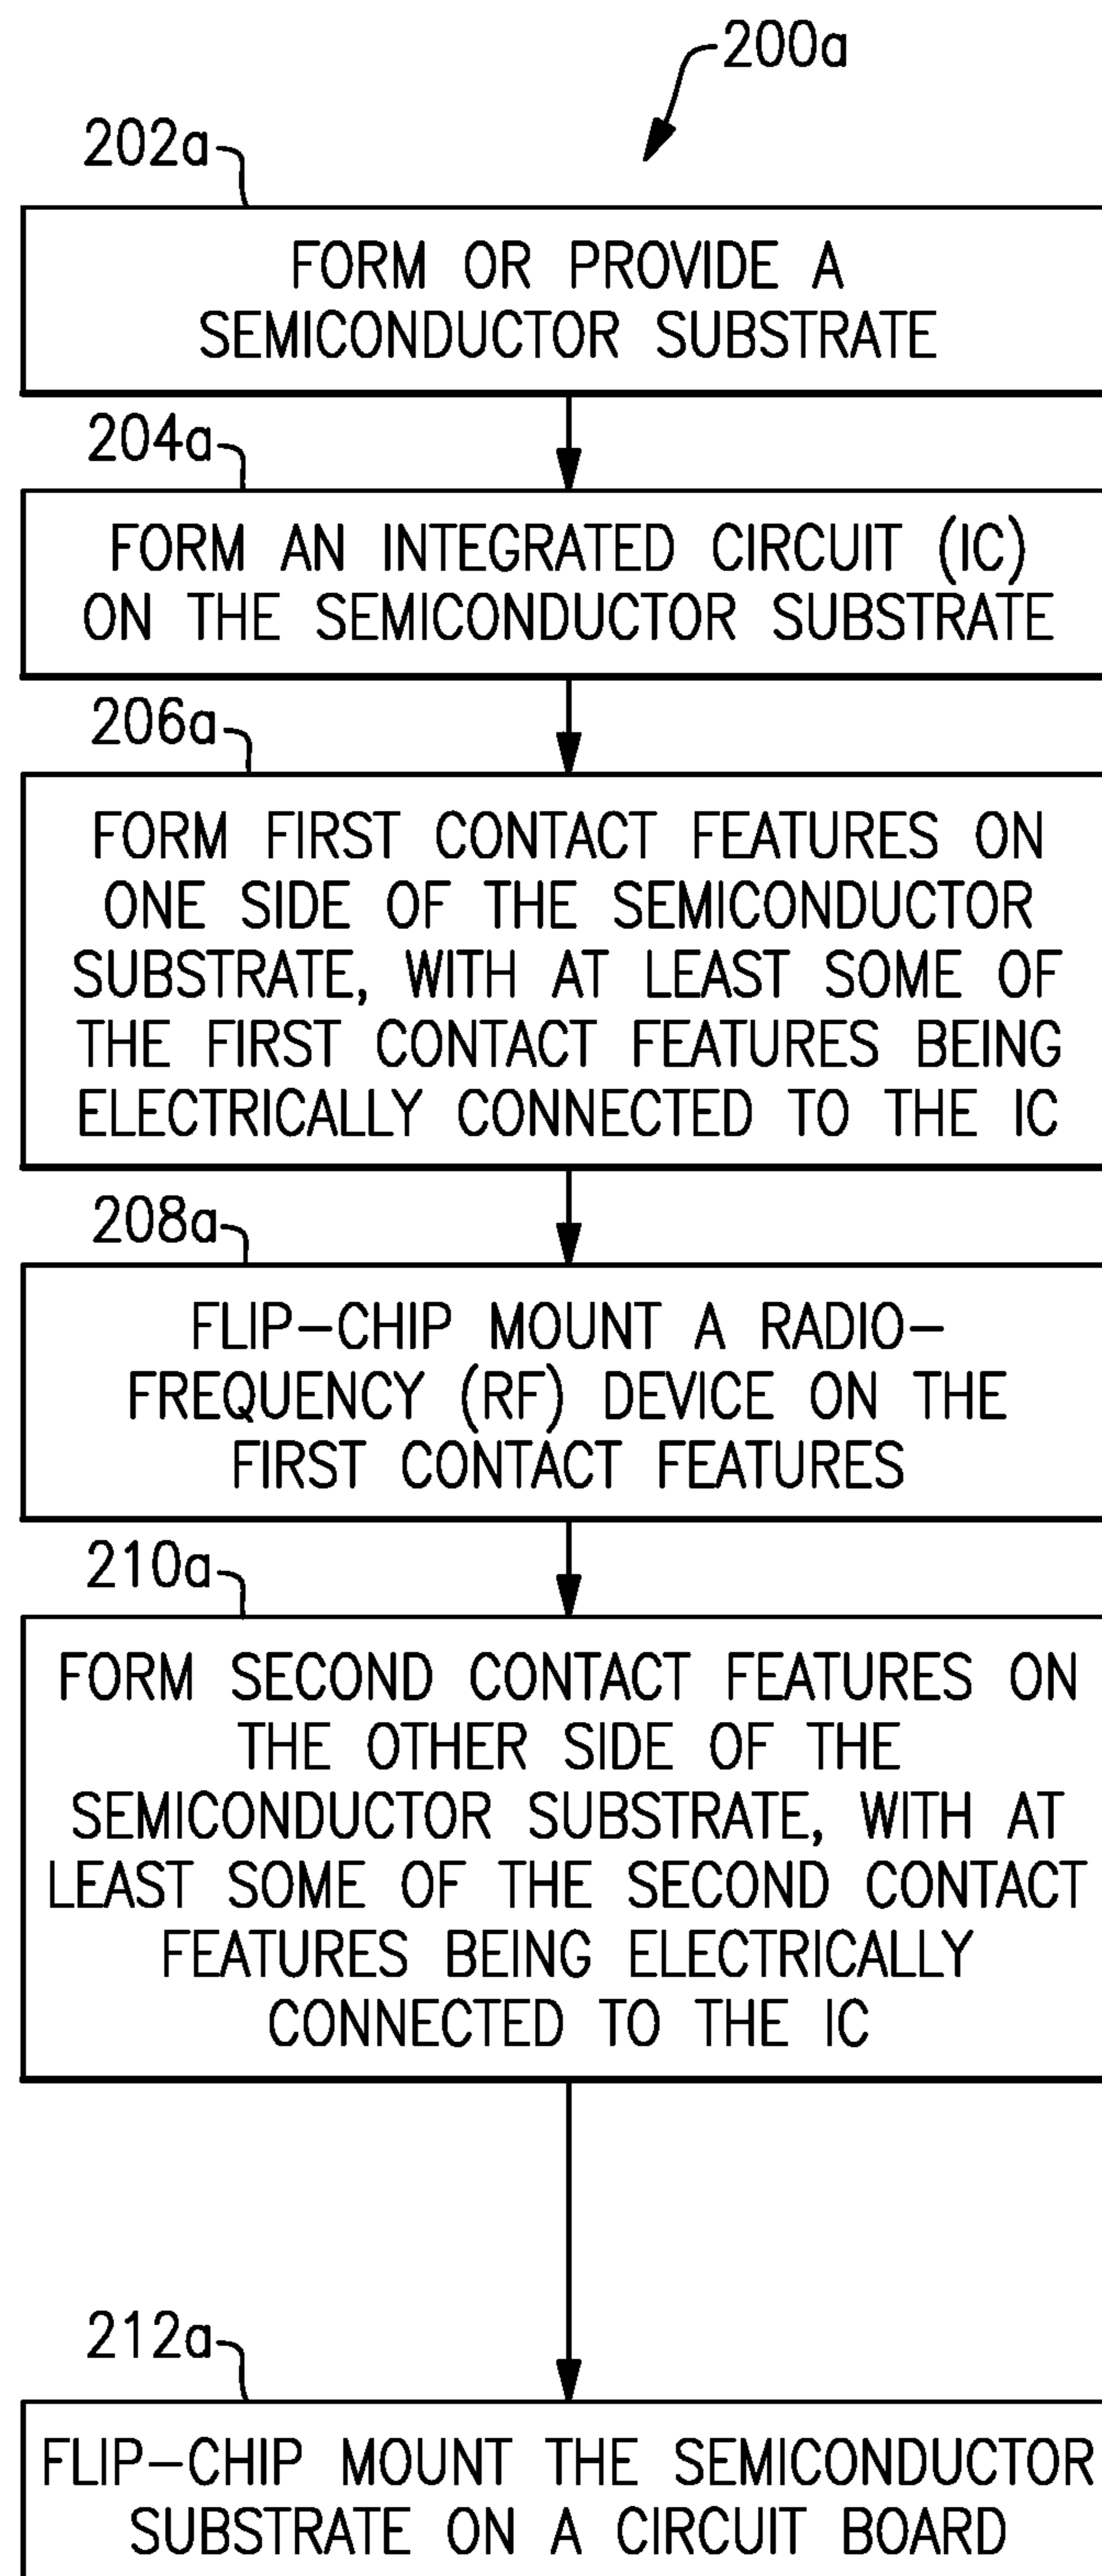 200a
202a
FORM OR PROVIDE A
SEMICONDUCTOR SUBSTRATE
204a
FORM AN INTEGRATED CIRCUIT (IC)
ON THE SEMICONDUCTOR SUBSTRATE
206a
FORM FIRST CONTACT FEATURES ON
ONE SIDE OF THE SEMICONDUCTOR
SUBSTRATE, WITH AT LEAST SOME OF
THE FIRST CONTACT FEATURES BEING
ELECTRICALLY CONNECTED TO THE IC
208a
FLIP-CHIP MOUNT A RADIO-
FREQUENCY (RF) DEVICE ON THE
FIRST CONTACT FEATURES
210a
FORM SECOND CONTACT FEATURES ON
THE OTHER SIDE OF THE
SEMICONDUCTOR SUBSTRATE, WITH AT
LEAST SOME OF THE SECOND CONTACT
FEATURES BEING ELECTRICALLY
CONNECTED TO THE IC
212a
FLIP-CHIP MOUNT THE SEMICONDUCTOR
SUBSTRATE ON A CIRCUIT BOARD